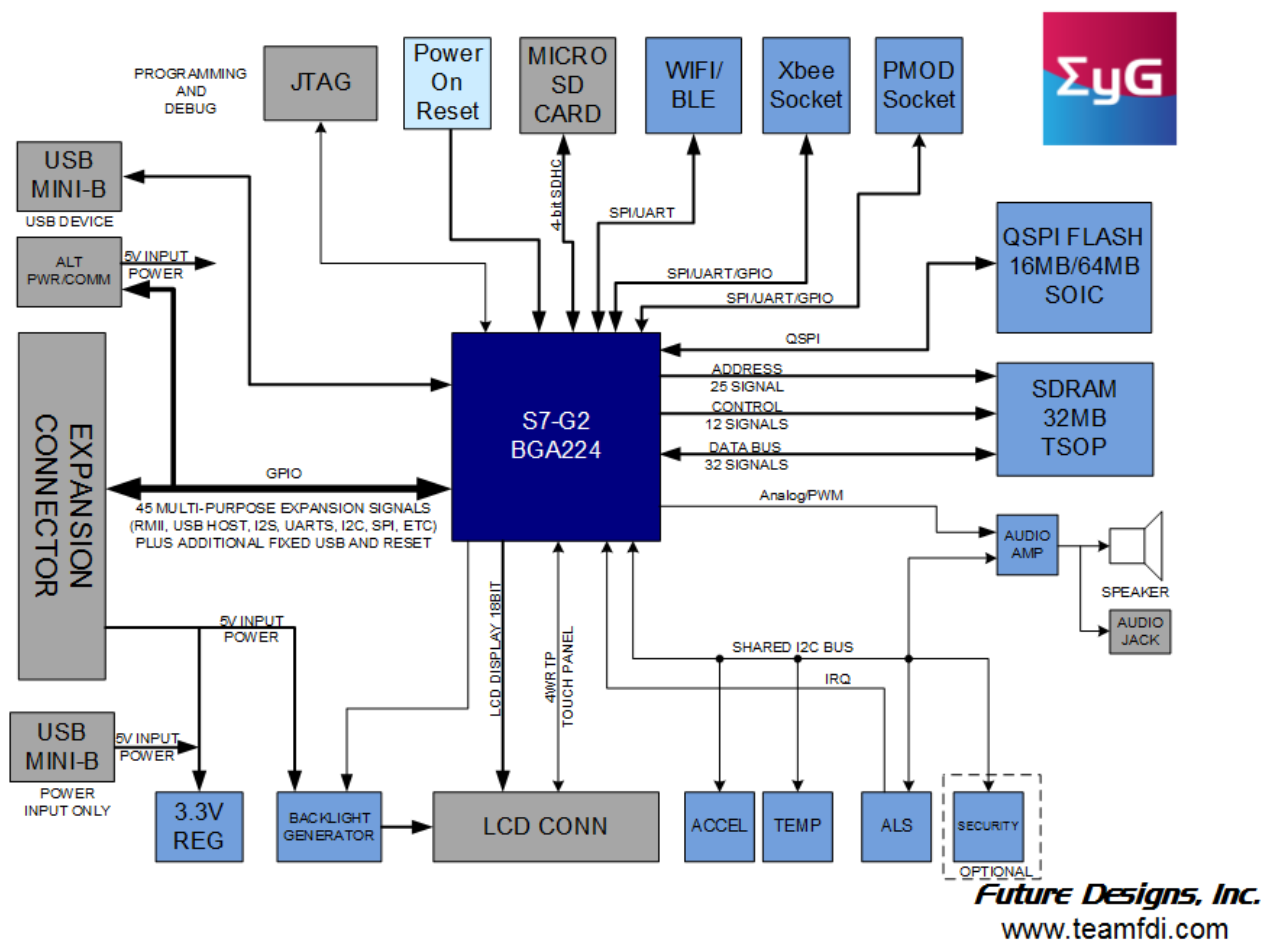 ΣyG
PROGRAMMING
AND
DEBUG
JTAG
Power
On
Reset
MICRO
SD
CARD
WIFI/
BLE
Xbee
Socket
PMOD
Socket
USB
MINI-B
USB DEVICE
4-bit SDHC
SPI/UART
ALT
PWR/COMM
5V INPUT
POWER
SPI/UART/GPIO
SPI/UART/GPIO
QSPI FLASH
16MB/64MB
SOIC
QSPI
EXPANSION
CONNECTOR
S7-G2
BGA224
ADDRESS
25 SIGNAL
CONTROL
12 SIGNALS
DATA BUS
32 SIGNALS
SDRAM
32MB
TSOP
GPIO
45 MULTI-PURPOSE EXPANSION SIGNALS
(RMII, USB HOST, I2S, UARTS, I2C, SPI, ETC)
PLUS ADDITIONAL FIXED USB AND RESET
Analog/PWM
AUDIO
AMP
SPEAKER
AUDIO
JACK
5V INPUT
POWER
LCD DISPLAY 18BIT
4WRTP
TOUCH PANEL
SHARED I2C BUS
IRQ
USB
MINI-B
5V INPUT
POWER
POWER
INPUT ONLY
3.3V
REG
BACKLIGHT
GENERATOR
LCD CONN
ACCEL
TEMP
ALS
SECURITY
OPTIONAL
Future Designs, Inc.
www.teamfdi.com